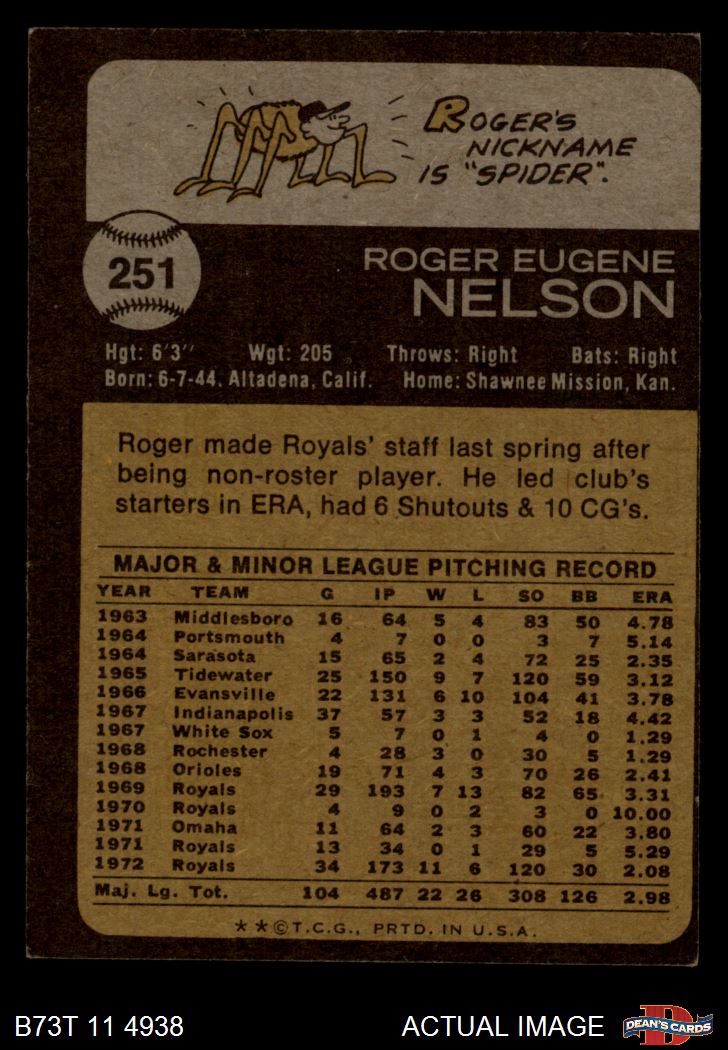 ROGER'S
NICKNAME
IS "SPIDER".
251
ROGER EUGENE
NELSON
Hgt: 6'3" Wgt: 205 Throws: Right Bats: Right
Born: 6-7-44, Altadena, Calif. Home: Shawnee Mission, Kan.
Roger made Royals' staff last spring after
being non-roster player. He led club's
starters in ERA, had 6 Shutouts & 10 CG's.
MAJOR & MINOR LEAGUE PITCHING RECORD
YEAR TEAM G IP W L SO BB ERA
1963 Middlesboro 16 64 5 4 83 50 4.78
1964 Portsmouth 4 7 0 0 3 7 5.14
1964 Sarasota 15 65 2 4 72 25 2.35
1965 Tidewater 25 150 9 7 120 59 3.12
1966 Evansville 22 131 6 10 104 41 3.78
1967 Indianapolis 37 57 3 3 52 18 4.42
1967 White Sox 5 7 0 1 4 0 1.29
1968 Rochester 4 28 3 0 30 5 1.29
1968 Orioles 19 71 4 3 70 26 2.41
1969 Royals 29 193 7 13 82 65 3.31
1970 Royals 4 9 0 2 3 0 10.00
1971 Omaha 11 64 2 3 60 22 3.80
1971 Royals 13 34 0 1 29 5 5.29
1972 Royals 34 173 11 6 120 30 2.08
Maj. Lg. Tot. 104 487 22 26 308 126 2.98
**©T.C.G., PRTD. IN U.S.A.
B73T 11 4938 ACTUAL IMAGE D DEAN'S CARDS